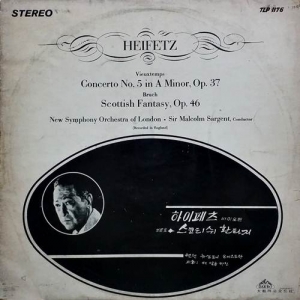 STEREO
TLP 076
HEIFETZ
Vieuxtemps
Concerto No. 5 in A Minor, Op. 37
Bruch
Scottish Fantasy, Op. 46
New Symphony Orchestra of London • Sir Malcolm Sargent, Conductor
(Recorded in England)
하이페츠
스코티쉬 환타지